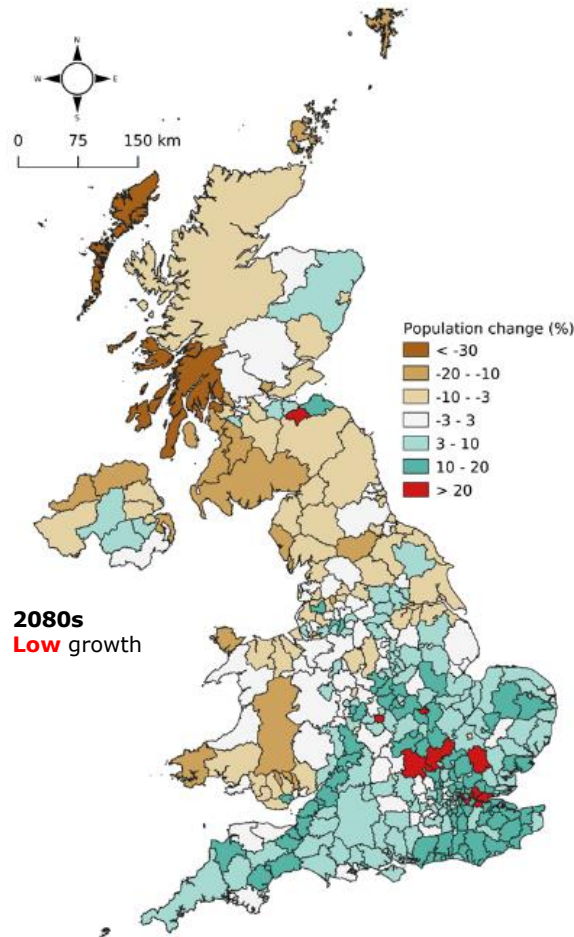 N
W E
S
0 75 150 km
Population change (%)
< -30
-20 - -10
-10 - -3
-3 - 3
3 - 10
10 - 20
> 20
2080s
Low growth